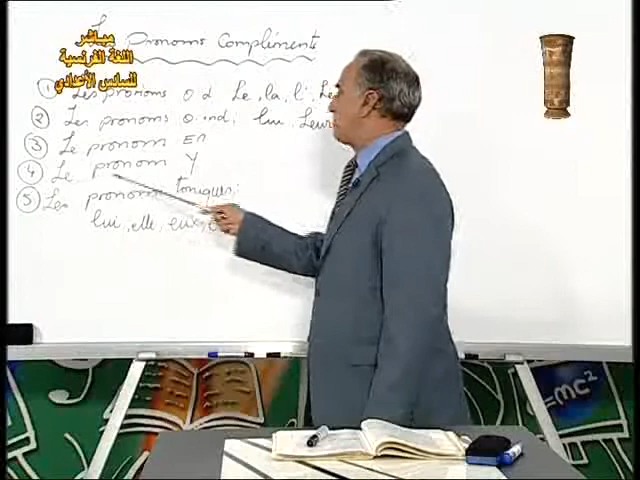 Les Pronoms Compléments
مباشر
اللغة الفرنسية
للسادس الأعدادي
① Les pronoms o d Le, la, l', Les
② Les pronoms o. ind. lui, Leur
③ Le pronom En
④ Le pronom Y
⑤ Les pronoms toniques:
lui, elle, eux,
=mc²